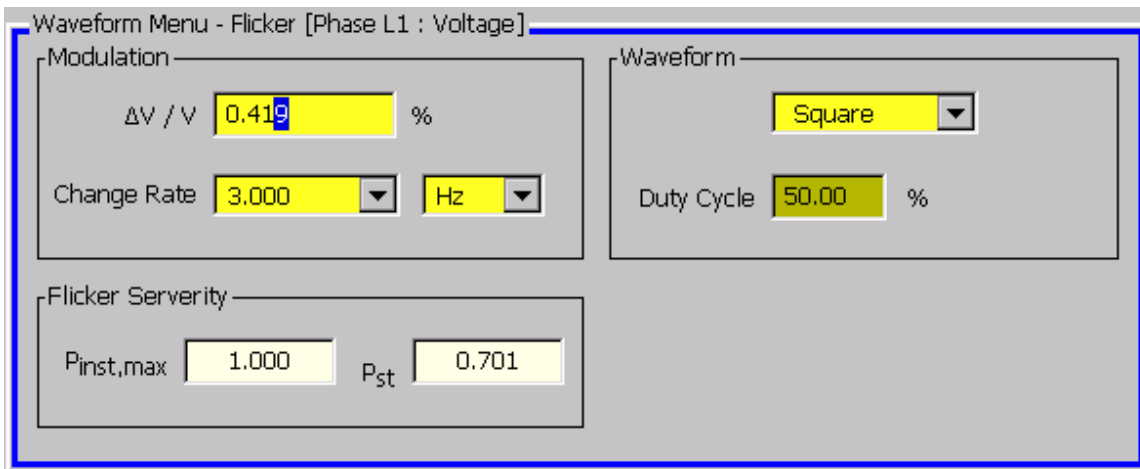 Waveform Menu - Flicker [Phase L1 : Voltage]
Modulation
ΔV / V 0.419 %
Change Rate 3.000 Hz
Waveform
Square
Duty Cycle 50.00 %
Flicker Serverity
Pinst,max 1.000 Pst 0.701